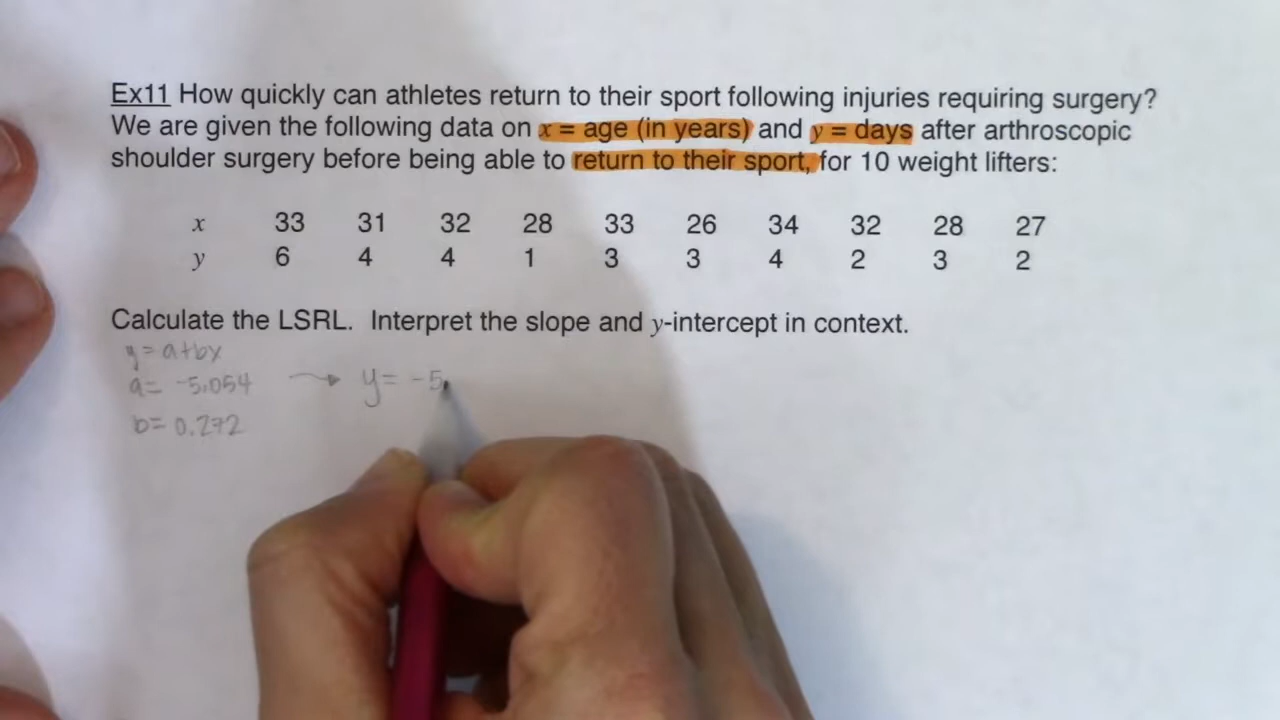 Ex11 How quickly can athletes return to their sport following injuries requiring surgery?
We are given the following data on x = age (in years) and y = days after arthroscopic
shoulder surgery before being able to return to their sport, for 10 weight lifters:
x 33 31 32 28 33 26 34 32 28 27
y 6 4 4 1 3 3 4 2 3 2
Calculate the LSRL. Interpret the slope and y-intercept in context.
y = a+bx
a= -5.054 → y= -5.
b= 0.272